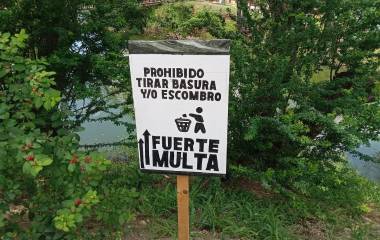 PROHIBIDO
TIRAR BASURA
Y/O ESCOMBRO
FUERTE
MULTA